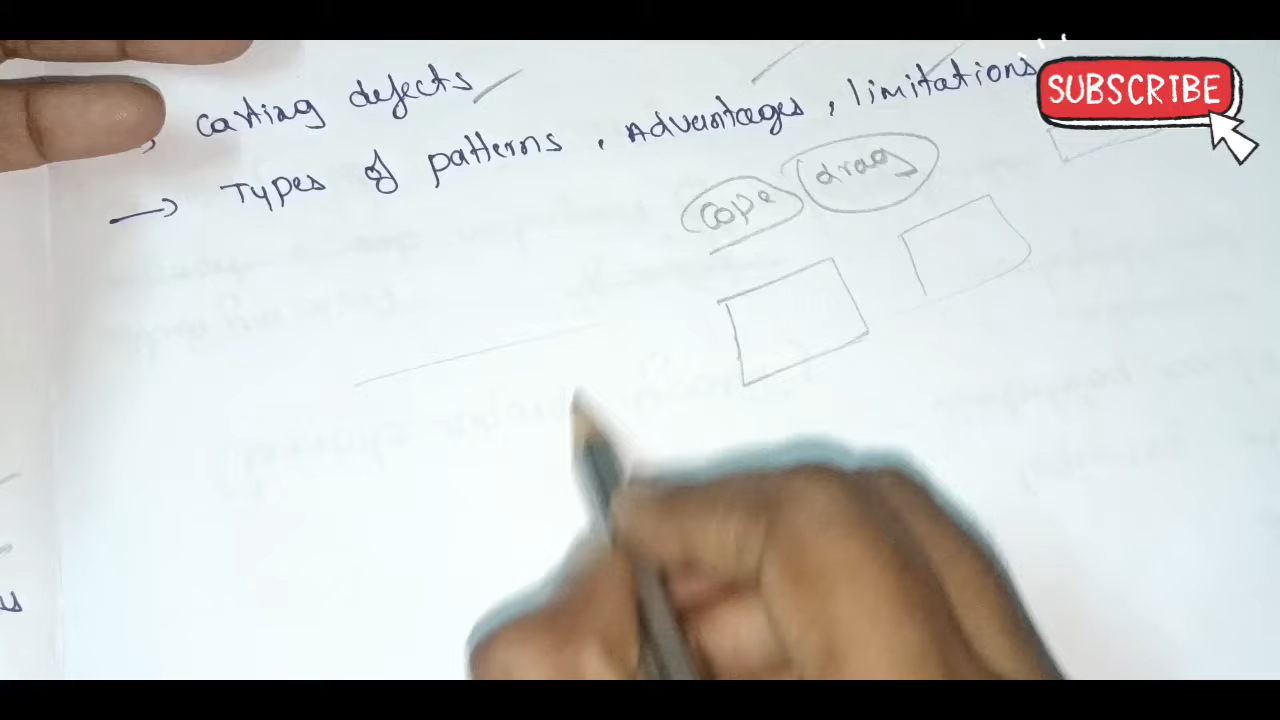 Casting defects
→ Types of patterns, Advantages, limitations
cope drag
SUBSCRIBE